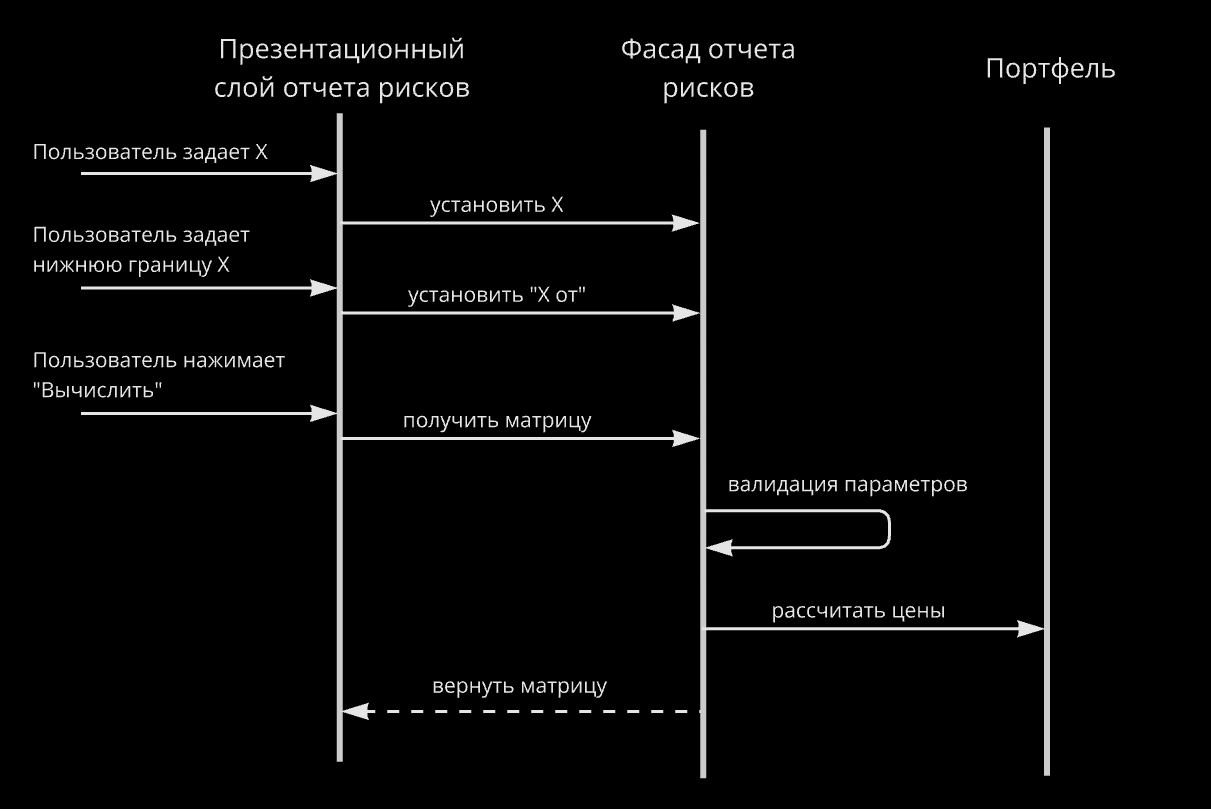 Презентационный
слой отчета рисков
Фасад отчета
рисков
Портфель
Пользователь задает X
установить X
Пользователь задает
нижнюю границу X
установить "X от"
Пользователь нажимает
"Вычислить"
получить матрицу
валидация параметров
рассчитать цены
вернуть матрицу